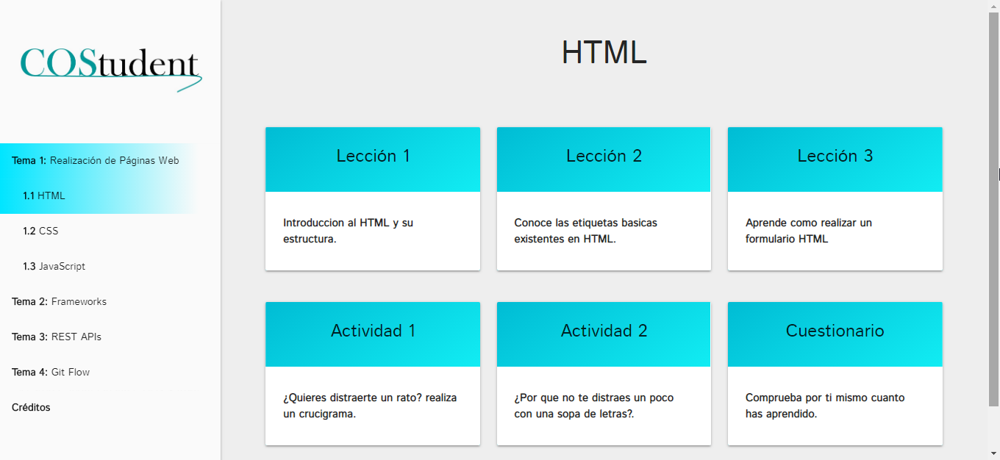 COStudent
Tema 1: Realización de Páginas Web
1.1 HTML
1.2 CSS
1.3 JavaScript
Tema 2: Frameworks
Tema 3: REST APIs
Tema 4: Git Flow
Créditos
HTML
Lección 1
Introduccion al HTML y su
estructura.
Lección 2
Conoce las etiquetas basicas
existentes en HTML.
Lección 3
Aprende como realizar un
formulario HTML
Actividad 1
¿Quieres distraerte un rato? realiza
un crucigrama.
Actividad 2
¿Por que no te distraes un poco
con una sopa de letras?.
Cuestionario
Comprueba por ti mismo cuanto
has aprendido.